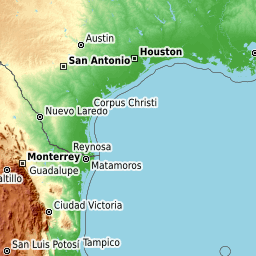 Austin
Houston
San Antonio
Corpus Christi
Nuevo Laredo
Reynosa
Monterrey
Guadalupe
Matamoros
altillo
Ciudad Victoria
San Luis Potosí
Tampico